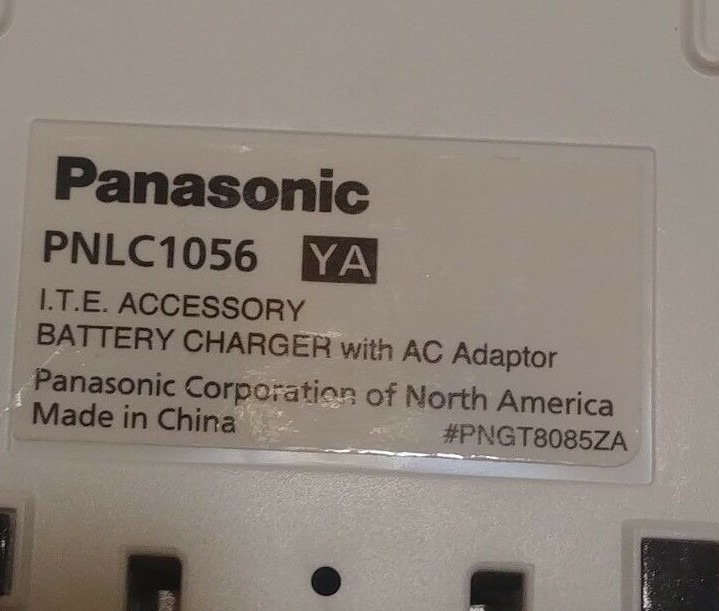 Panasonic
PNLC1056 YA
I.T.E. ACCESSORY
BATTERY CHARGER with AC Adaptor
Panasonic Corporation of North America
Made in China #PNGT8085ZA